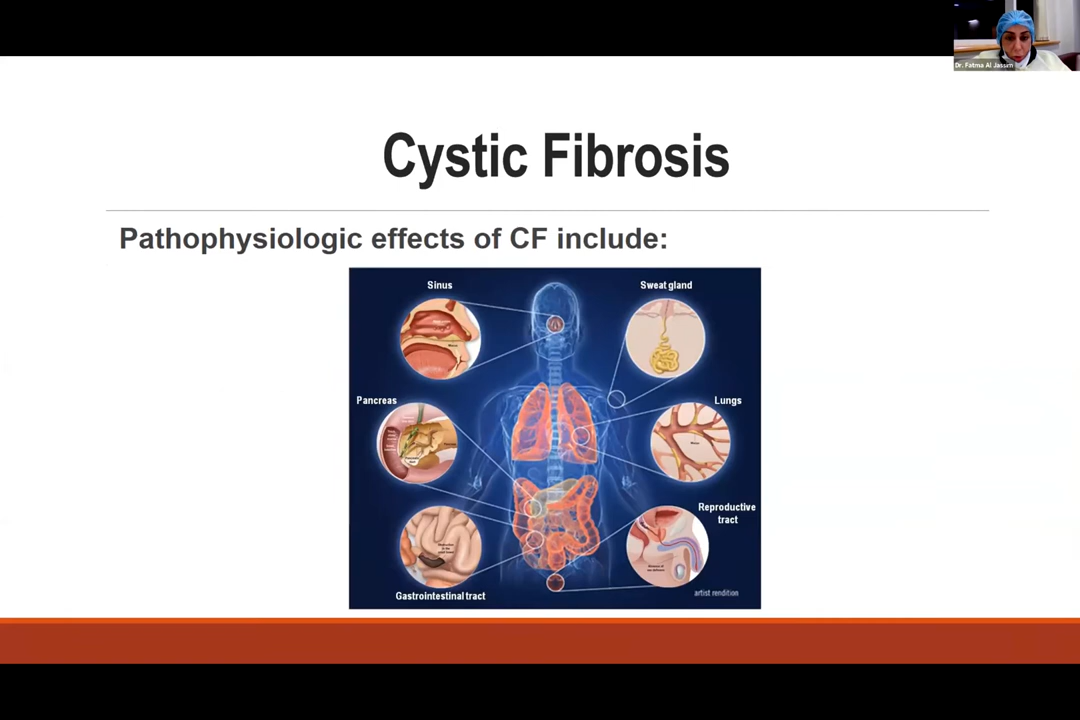 Dr. Fatma Al Jassim
Cystic Fibrosis
Pathophysiologic effects of CF include:
Sinus
Sweat gland
Pancreas
Lungs
Reproductive
tract
Gastrointestinal tract
artist rendition